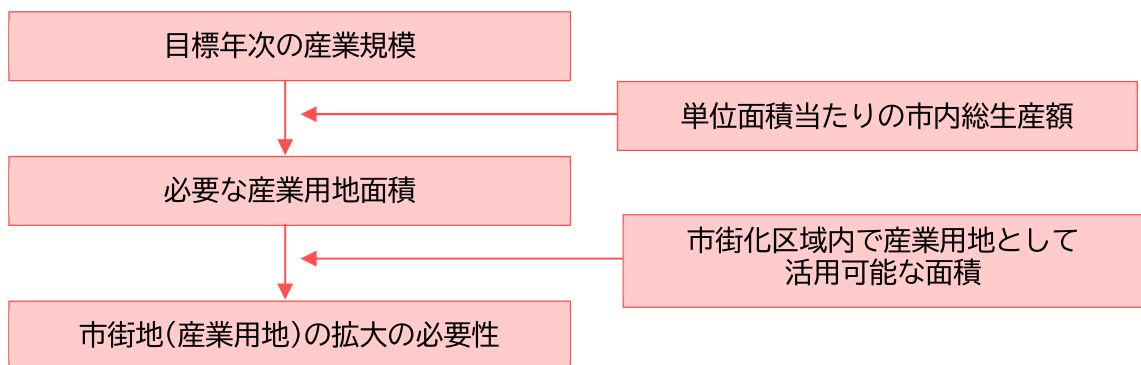 目標年次の産業規模
単位面積当たりの市内総生産額
必要な産業用地面積
市街化区域内で産業用地として
活用可能な面積
市街地(産業用地)の拡大の必要性